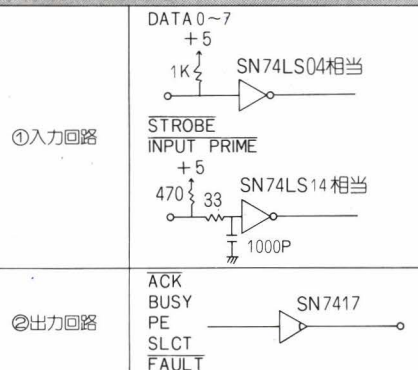 DATA0~7
+5
1K
SN74LS04相当
①入力回路
STROBE
INPUT PRIME
+5
470
33
SN74LS14相当
1000P
②出力回路
ACK
BUSY
PE
SLCT
FAULT
SN7417